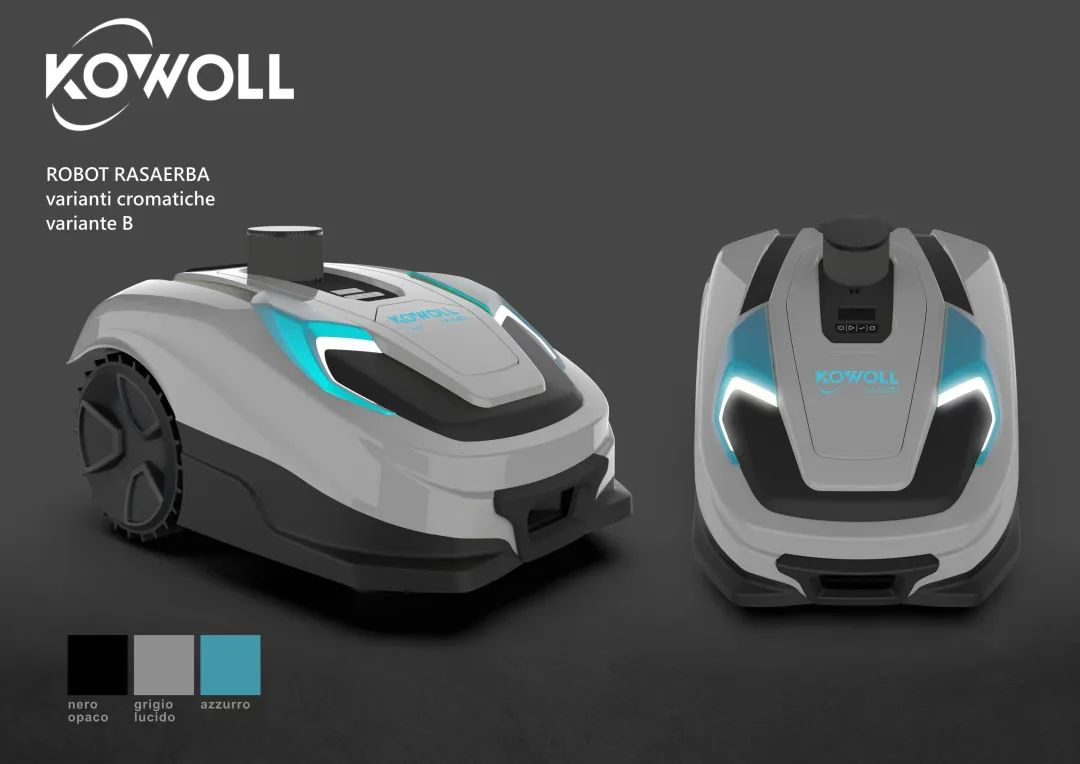 KOWOLL
ROBOT RASAERBA
varianti cromatiche
variante B
KOWOLL
KOWOLL
nero
opaco
grigio
lucido
azzurro